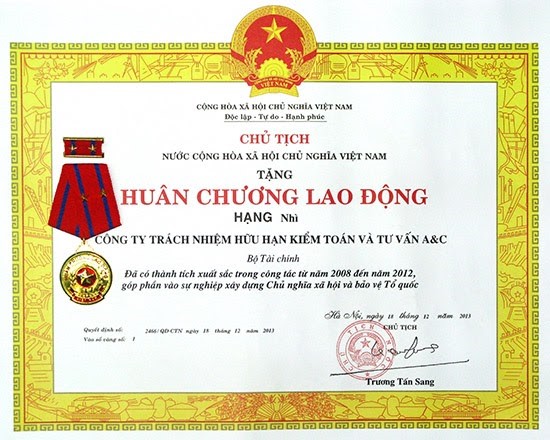 VIỆT NAM
CỘNG HÒA XÃ HỘI CHỦ NGHĨA VIỆT NAM
Độc lập - Tự do - Hạnh phúc
CHỦ TỊCH
NƯỚC CỘNG HÒA XÃ HỘI CHỦ NGHĨA VIỆT NAM
TẶNG
HUÂN CHƯƠNG LAO ĐỘNG
HẠNG Nhì
CÔNG TY TRÁCH NHIỆM HỮU HẠN KIỂM TOÁN VÀ TƯ VẤN A&C
Bộ Tài chính
Đã có thành tích xuất sắc trong công tác từ năm 2008 đến năm 2012,
góp phần vào sự nghiệp xây dựng Chủ nghĩa xã hội và bảo vệ Tổ quốc
Hà Nội, ngày 18 tháng 12 năm 2013
CHỦ TỊCH
Quyết định số: 2466/QĐ-CTN ngày 18 tháng 12 năm 2013
Vào sổ vàng số: 1
CHỦ TỊCH NƯỚC
Trương Tấn Sang